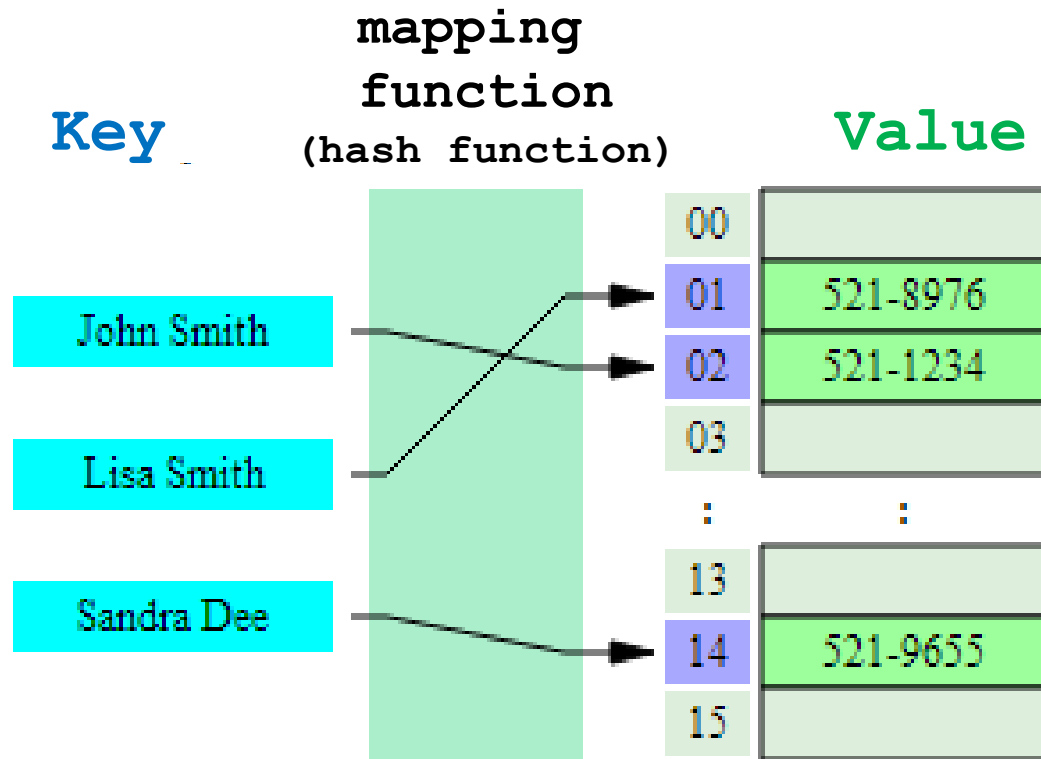 mapping
function
(hash function)
Key
Value
00
01 521-8976
John Smith
02 521-1234
03
Lisa Smith
: :
13
Sandra Dee
14 521-9655
15